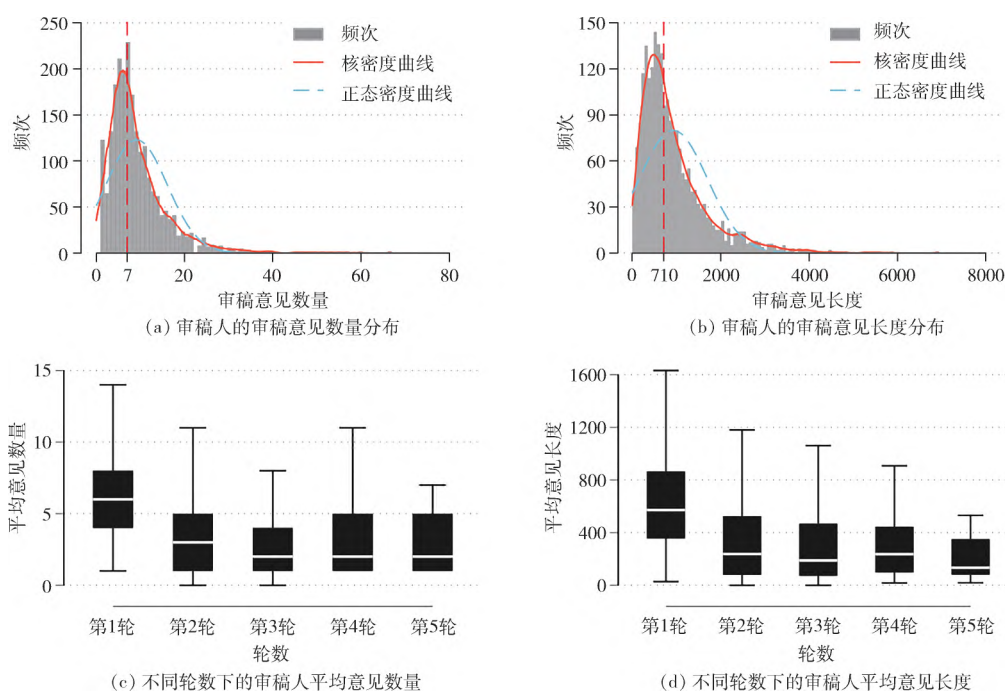 250
200
150
100
50
0
频次
频次
核密度曲线
正态密度曲线
0 7 20 40 60 80
审稿意见数量
(a) 审稿人的审稿意见数量分布
150
120
90
60
30
0
频次
频次
核密度曲线
正态密度曲线
0 710 2000 4000 6000 8000
审稿意见长度
(b) 审稿人的审稿意见长度分布
15
10
5
0
平均意见数量
第1轮 第2轮 第3轮 第4轮 第5轮
轮数
(c) 不同轮数下的审稿人平均意见数量
1600
1200
800
400
0
平均意见长度
第1轮 第2轮 第3轮 第4轮 第5轮
轮数
(d) 不同轮数下的审稿人平均意见长度